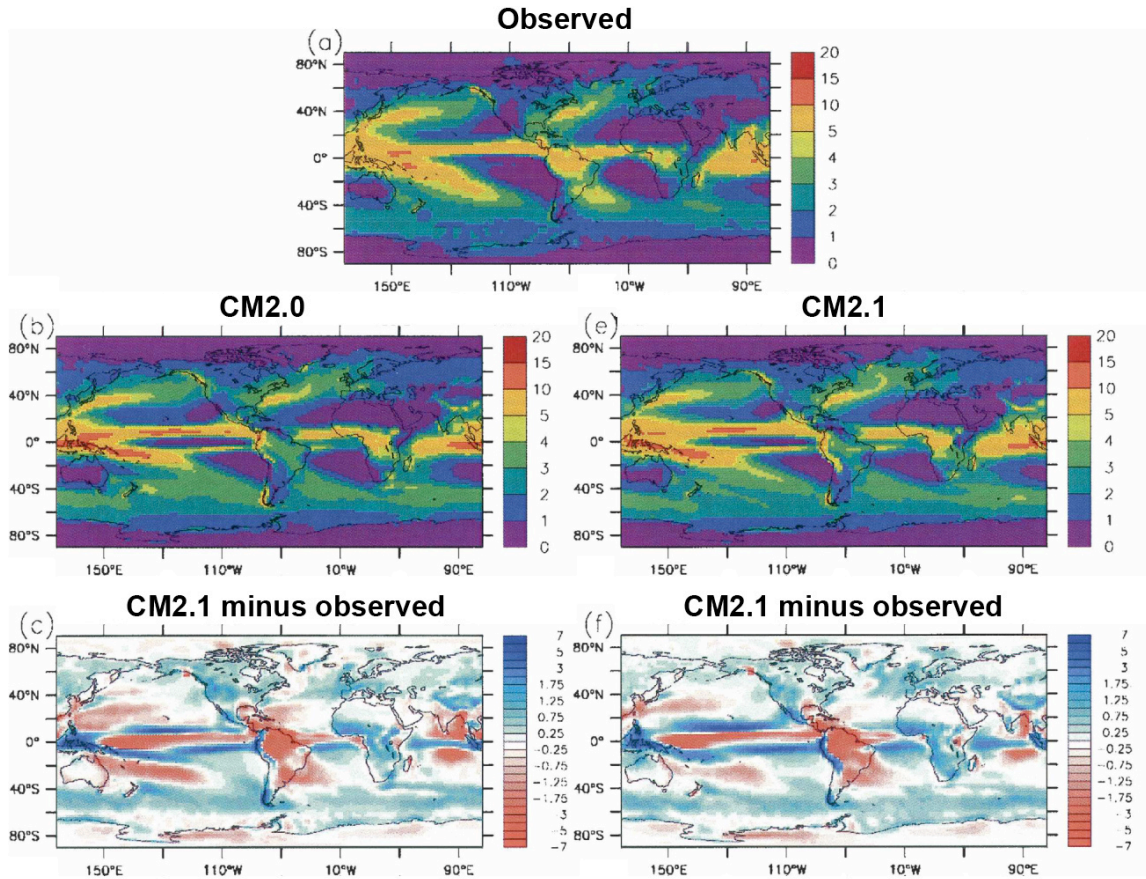 Observed
(a)
80°N
40°N
0°
40°S
80°S
20
15
10
5
4
3
2
1
0
150°E 110°W 10°W 90°E
CM2.0
(b)
80°N
40°N
0°
40°S
80°S
20
15
10
5
4
3
2
1
0
150°E 110°W 10°W 90°E
CM2.1
(e)
80°N
40°N
0°
40°S
80°S
20
15
10
5
4
3
2
1
0
150°E 110°W 10°W 90°E
CM2.1 minus observed
(c)
80°N
40°N
0°
40°S
80°S
7
5
3
1.75
1.25
0.75
0.25
-0.25
-0.75
-1.25
-1.75
-3
-5
-7
150°E 110°W 10°W 90°E
CM2.1 minus observed
(f)
80°N
40°N
0°
40°S
80°S
7
5
3
1.75
1.25
0.75
0.25
-0.25
-0.75
-1.25
-1.75
-3
-5
-7
150°E 110°W 10°W 90°E